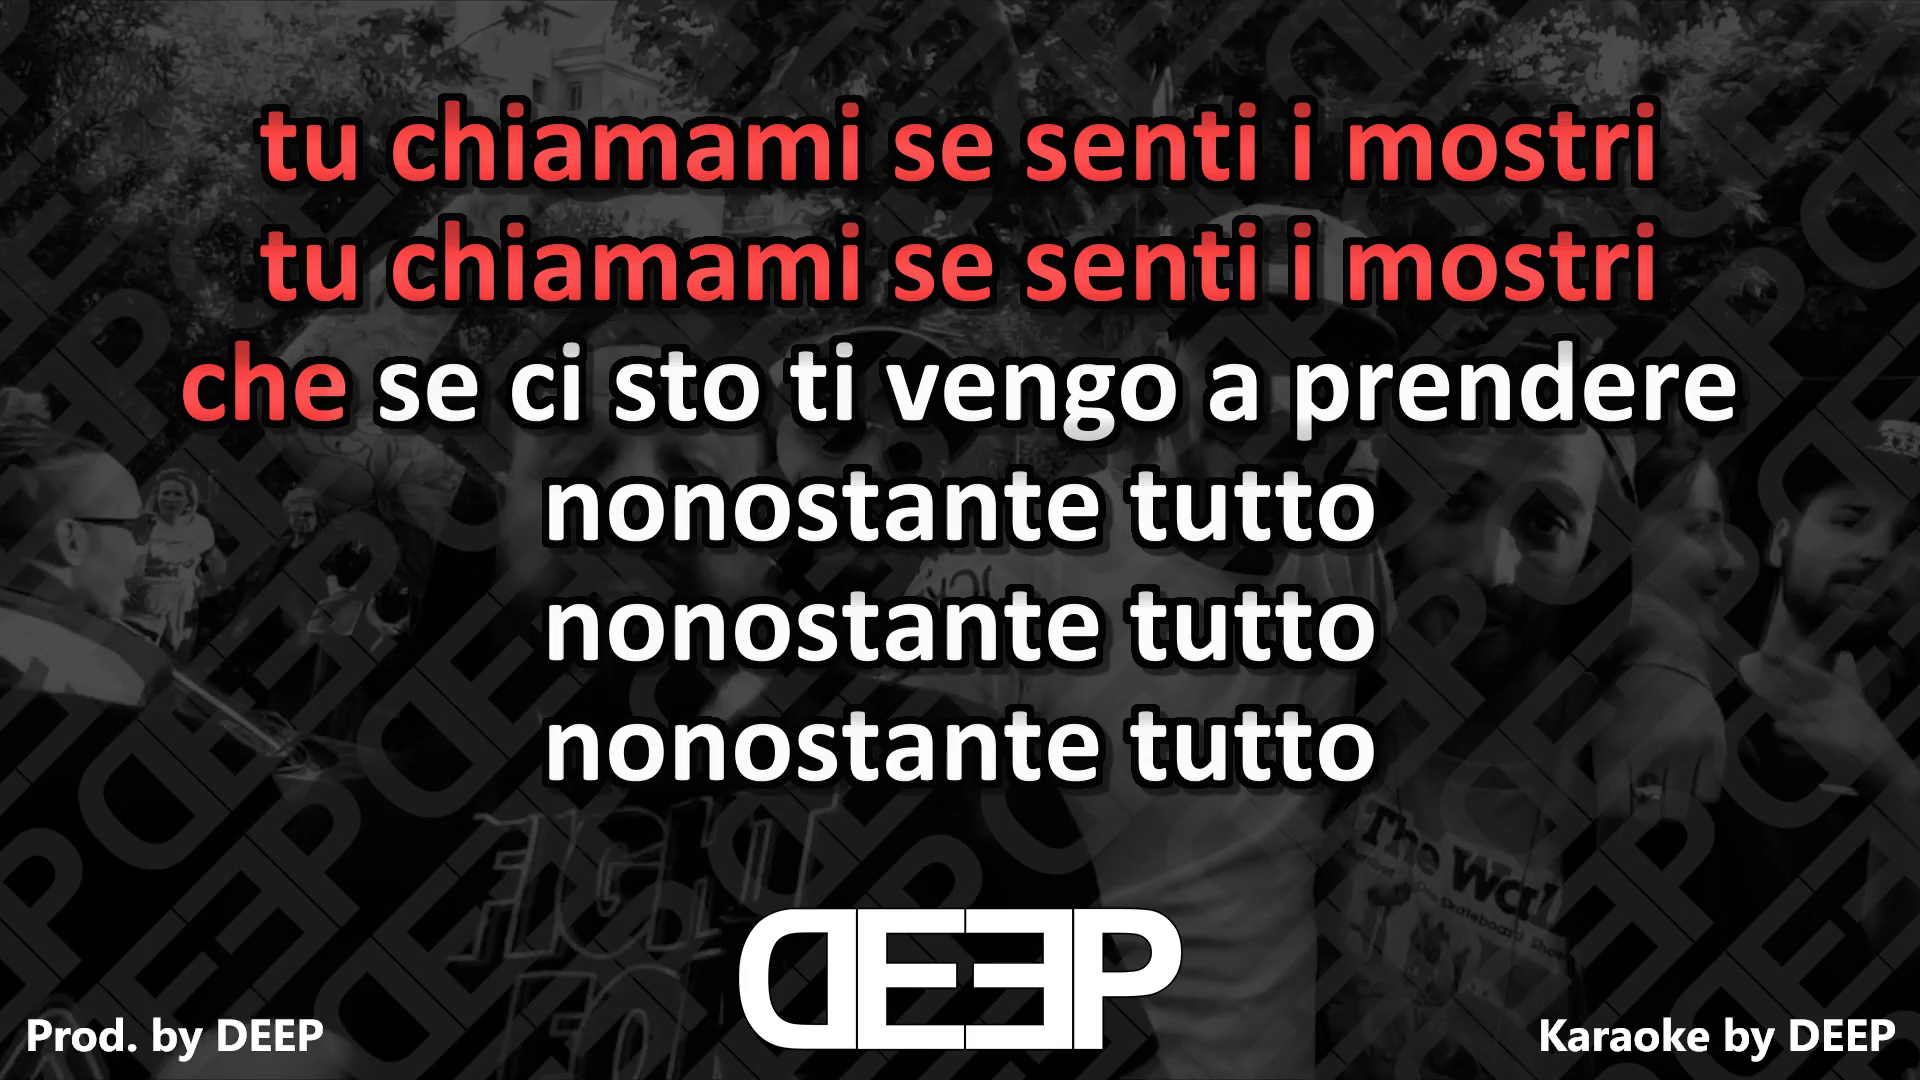 tu chiamami se senti i mostri
tu chiamami se senti i mostri
che se ci sto ti vengo a prendere
nonostante tutto
nonostante tutto
nonostante tutto
DEEP
Prod. by DEEP
Karaoke by DEEP